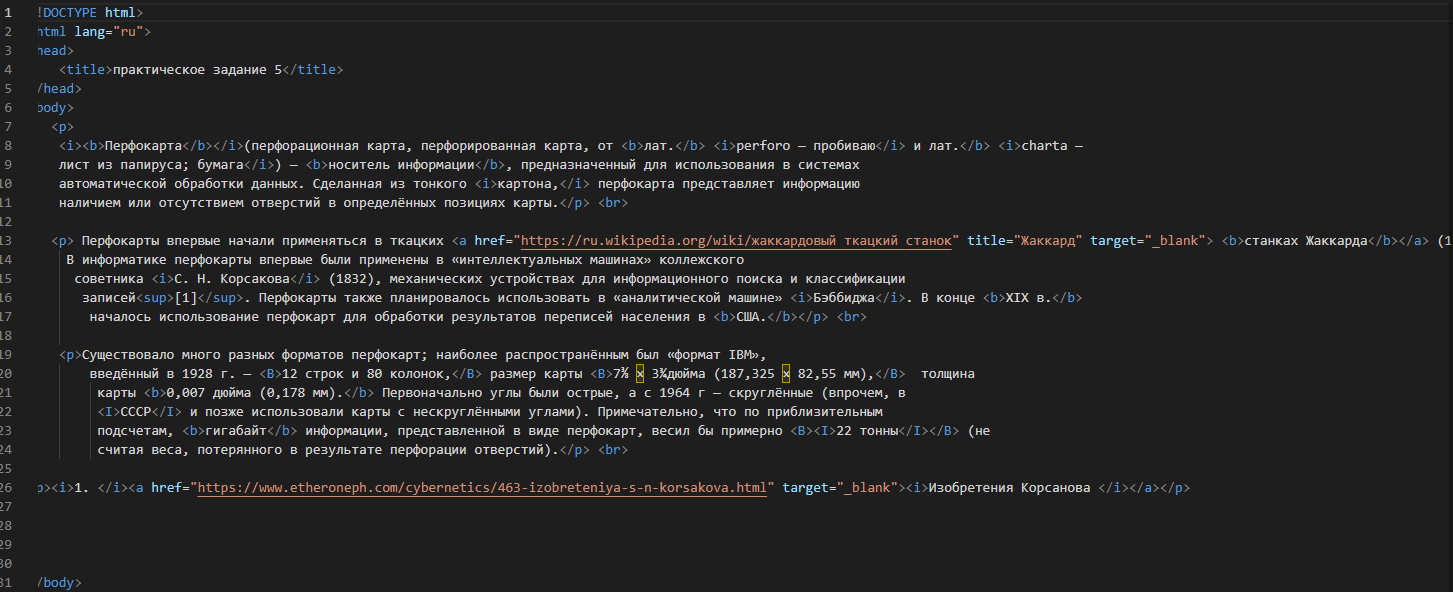 1 !DOCTYPE html>
2 html lang="ru">
3 head>
4 <title>практическое задание 5</title>
5 /head>
6 body>
7 <p>
8 <i><b>Перфокарта</b></i>(перфорационная карта, перфорированная карта, от <b>лат.</b> <i>perforo — пробиваю</i> и лат.</b> <i>charta —
9 лист из папируса; бумага</i>) — <b>носитель информации</b>, предназначенный для использования в системах
10 автоматической обработки данных. Сделанная из тонкого <i>картона,</i> перфокарта представляет информацию
11 наличием или отсутствием отверстий в определённых позициях карты.</p> <br>
12
13 <p> Перфокарты впервые начали применяться в ткацких <a href="https://ru.wikipedia.org/wiki/жаккардовый ткацкий станок" title="Жаккард" target="_blank"> <b>станках Жаккарда</b></a> (1
14 В информатике перфокарты впервые были применены в «интеллектуальных машинах» коллежского
15 советника <i>С. Н. Корсакова</i> (1832), механических устройствах для информационного поиска и классификации
16 записей<sup>[1]</sup>. Перфокарты также планировалось использовать в «аналитической машине» <i>Бэббиджа</i>. В конце <b>XIX в.</b>
17 началось использование перфокарт для обработки результатов переписей населения в <b>США.</b></p> <br>
18
19 <p>Существовало много разных форматов перфокарт; наиболее распространённым был «формат IBM»,
20 введённый в 1928 г. — <B>12 строк и 80 колонок,</B> размер карты <B>7⅜ × 3¼дюйма (187,325 × 82,55 мм),</B> толщина
21 карты <b>0,007 дюйма (0,178 мм).</b> Первоначально углы были острые, а с 1964 г — скруглённые (впрочем, в
22 <I>СССР</I> и позже использовали карты с нескруглёнными углами). Примечательно, что по приблизительным
23 подсчетам, <b>гигабайт</b> информации, представленной в виде перфокарт, весил бы примерно <B><I>22 тонны</I></B> (не
24 считая веса, потерянного в результате перфорации отверстий).</p> <br>
25
26 p><i>1. </i><a href="https://www.etheroneph.com/cybernetics/463-izobreteniya-s-n-korsakova.html" target="_blank"><i>Изобретения Корсанова </i></a></p>
27
28
29
30
31 /body>